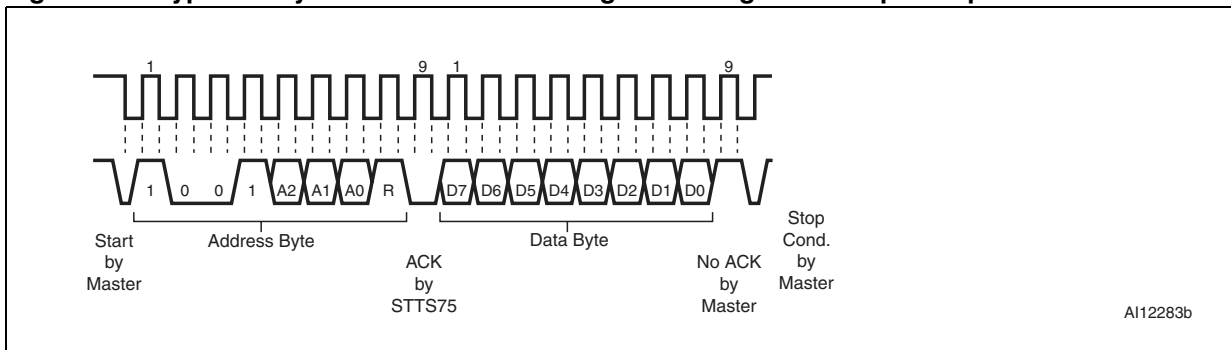 1 9 1 9
1 0 0 1 A2 A1 A0 R D7 D6 D5 D4 D3 D2 D1 D0
Start
by
Master
Address Byte
ACK
by
STTS75
Data Byte
No ACK
by
Master
Stop
Cond.
by
Master
AI12283b